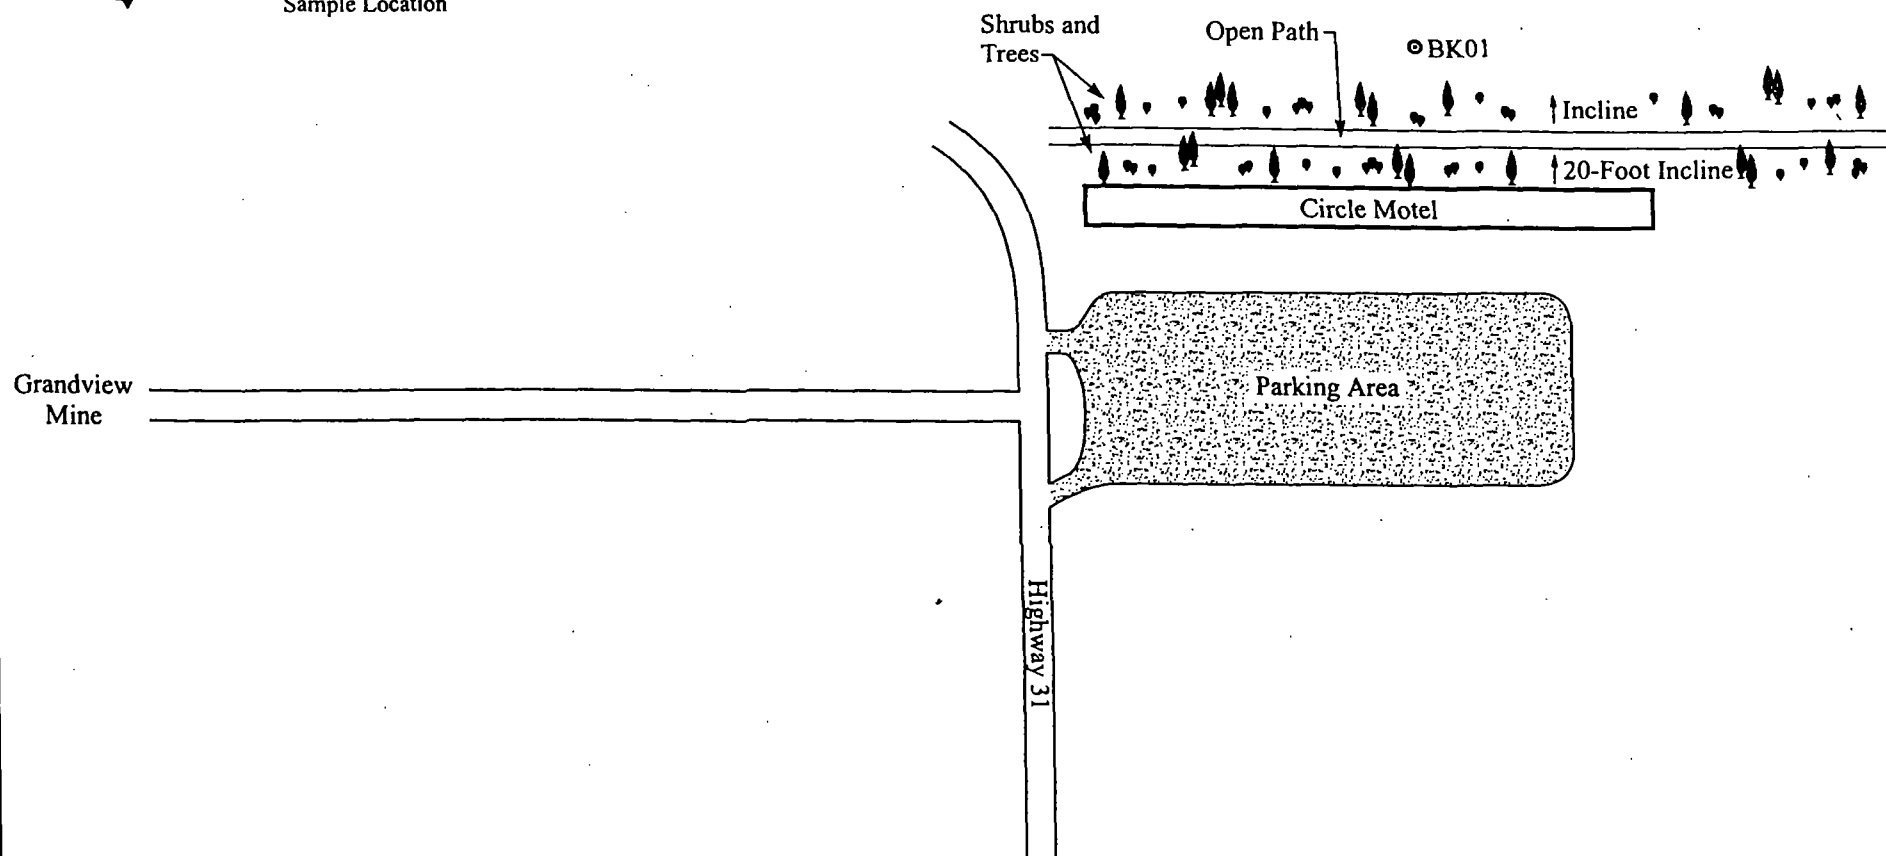 Sample Location
Shrubs and
Trees
Open Path
BK01
Incline
20-Foot Incline
Circle Motel
Grandview
Mine
Parking Area
Highway 31